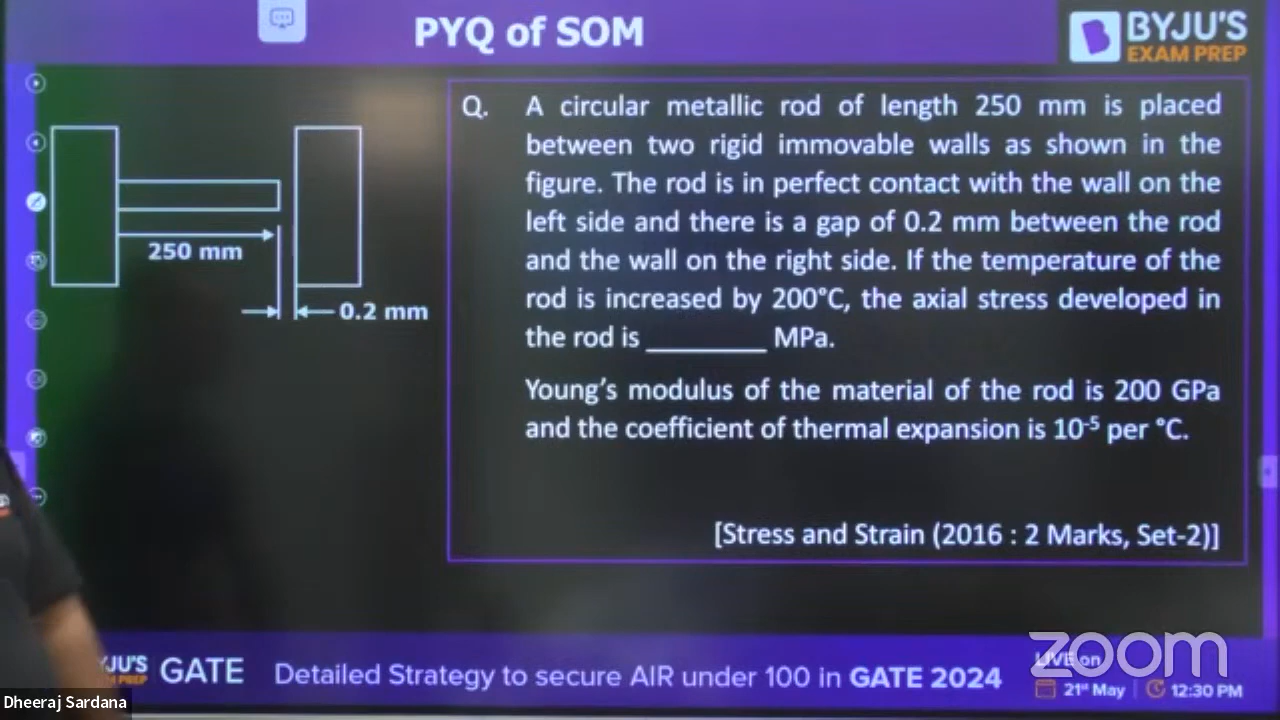 PYQ of SOM
BYJU'S
EXAM PREP
Q. A circular metallic rod of length 250 mm is placed
between two rigid immovable walls as shown in the
figure. The rod is in perfect contact with the wall on the
left side and there is a gap of 0.2 mm between the rod
and the wall on the right side. If the temperature of the
rod is increased by 200°C, the axial stress developed in
the rod is ________ MPa.
Young's modulus of the material of the rod is 200 GPa
and the coefficient of thermal expansion is 10⁻⁵ per °C.
[Stress and Strain (2016 : 2 Marks, Set-2)]
250 mm
0.2 mm
YJU'S
M PREP
GATE
Detailed Strategy to secure AIR under 100 in GATE 2024
LIVE on
21st May | 12:30 PM
zoom
Dheeraj Sardana